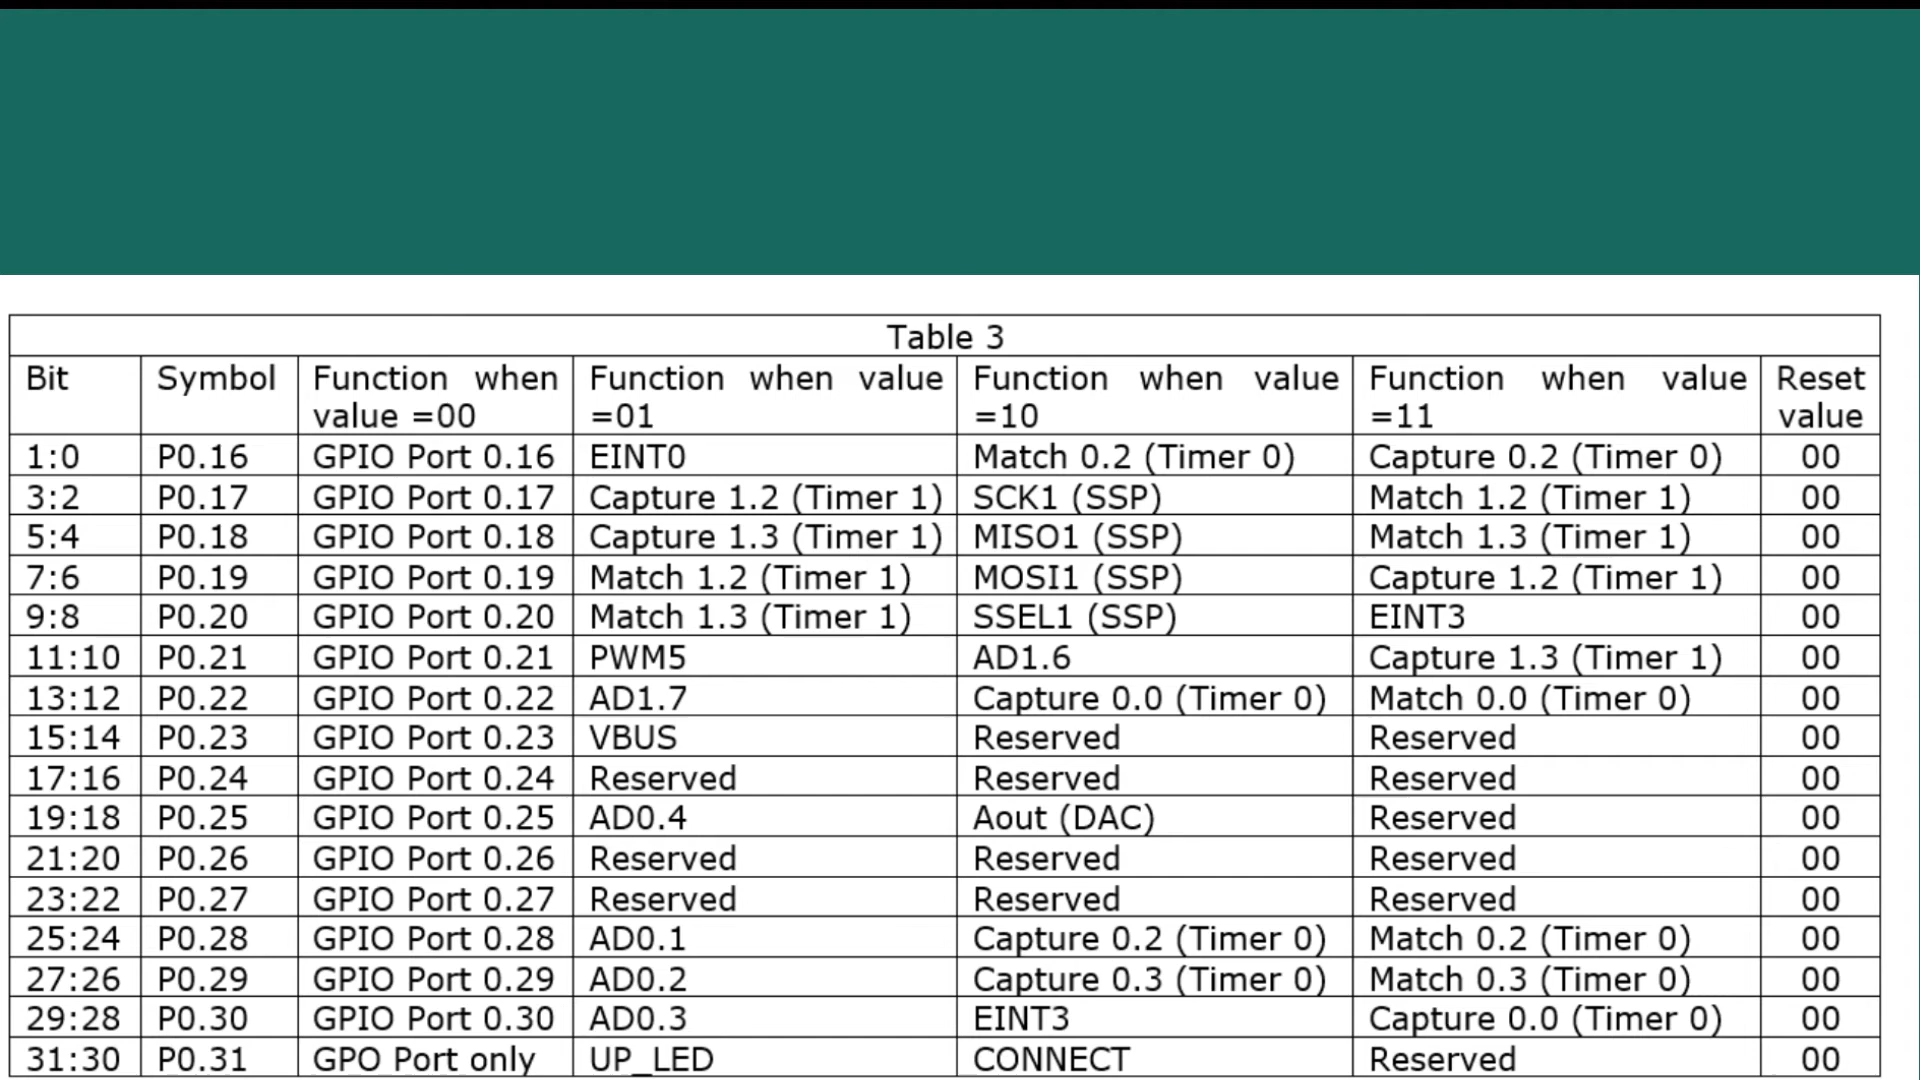 Table 3
Bit Symbol Function when value =00 Function when value =01 Function when value =10 Function when value =11 Reset value
1:0 P0.16 GPIO Port 0.16 EINT0 Match 0.2 (Timer 0) Capture 0.2 (Timer 0) 00
3:2 P0.17 GPIO Port 0.17 Capture 1.2 (Timer 1) SCK1 (SSP) Match 1.2 (Timer 1) 00
5:4 P0.18 GPIO Port 0.18 Capture 1.3 (Timer 1) MISO1 (SSP) Match 1.3 (Timer 1) 00
7:6 P0.19 GPIO Port 0.19 Match 1.2 (Timer 1) MOSI1 (SSP) Capture 1.2 (Timer 1) 00
9:8 P0.20 GPIO Port 0.20 Match 1.3 (Timer 1) SSEL1 (SSP) EINT3 00
11:10 P0.21 GPIO Port 0.21 PWM5 AD1.6 Capture 1.3 (Timer 1) 00
13:12 P0.22 GPIO Port 0.22 AD1.7 Capture 0.0 (Timer 0) Match 0.0 (Timer 0) 00
15:14 P0.23 GPIO Port 0.23 VBUS Reserved Reserved 00
17:16 P0.24 GPIO Port 0.24 Reserved Reserved Reserved 00
19:18 P0.25 GPIO Port 0.25 AD0.4 Aout (DAC) Reserved 00
21:20 P0.26 GPIO Port 0.26 Reserved Reserved Reserved 00
23:22 P0.27 GPIO Port 0.27 Reserved Reserved Reserved 00
25:24 P0.28 GPIO Port 0.28 AD0.1 Capture 0.2 (Timer 0) Match 0.2 (Timer 0) 00
27:26 P0.29 GPIO Port 0.29 AD0.2 Capture 0.3 (Timer 0) Match 0.3 (Timer 0) 00
29:28 P0.30 GPIO Port 0.30 AD0.3 EINT3 Capture 0.0 (Timer 0) 00
31:30 P0.31 GPO Port only UP_LED CONNECT Reserved 00